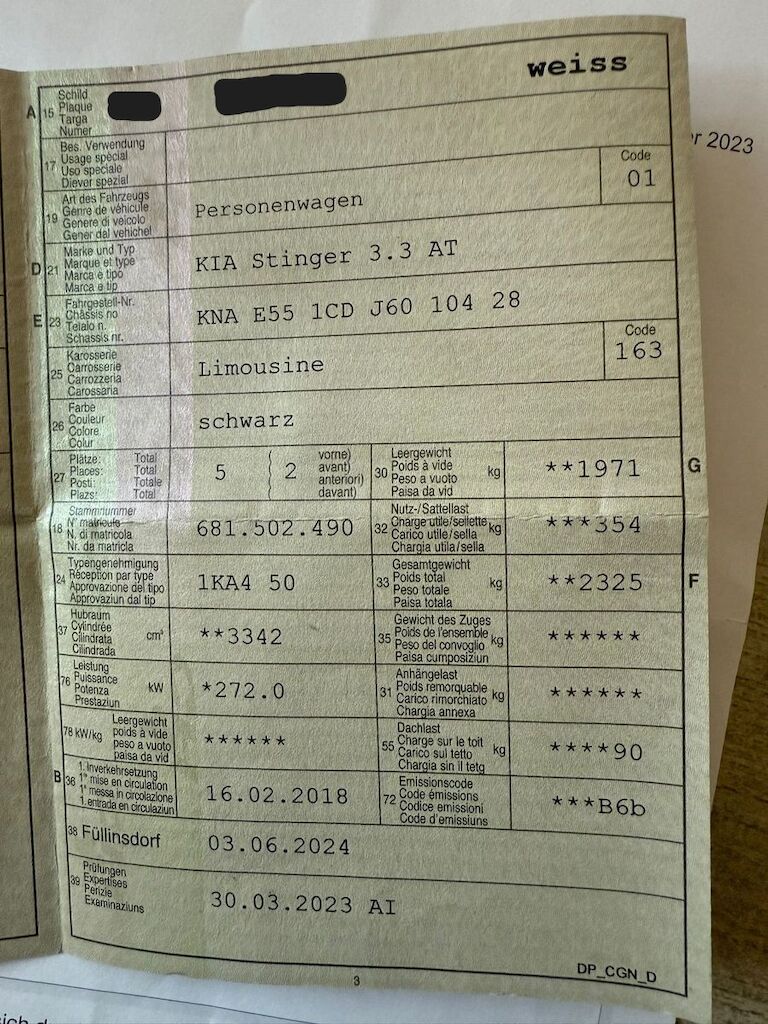 weiss
A
15
Schild
Plaque
Targa
Numer
17
Bes. Verwendung
Usage spécial
Uso speciale
Diever spezial
19
Art des Fahrzeugs
Genre de véhicule
Genere di veicolo
Gener dal vehichel
Personenwagen
Code
01
D
21
Marke und Typ
Marque et type
Marca e tipo
Marca e tip
KIA Stinger 3.3 AT
E
23
Fahrgestell-Nr.
Châssis no
Telaio n.
Schassis nr.
KNA E55 1CD J60 104 28
25
Karosserie
Carrosserie
Carrozzeria
Carossaria
Limousine
Code
163
26
Farbe
Couleur
Colore
Colur
schwarz
27
Plätze: Total
Places: Total
Posti: Totale
Plazs: Total
5 ( 2
vorne)
avant)
anteriori)
davant)
30
Leergewicht
Poids à vide
Peso a vuoto
Paisa da vid
kg
**1971
G
18
Stammnummer
N° matricule
N. di matricola
Nr. da matricla
681.502.490
32
Nutz-/Sattellast
Charge utile/sellette
Carico utile/sella
Chargia utila/sella
kg
***354
24
Typengenehmigung
Réception par type
Approvazione del tipo
Approvaziun dal tip
1KA4 50
33
Gesamtgewicht
Poids total
Peso totale
Paisa totala
kg
**2325
F
37
Hubraum
Cylindrée
Cilindrata
Cilindrada
cm³
**3342
35
Gewicht des Zuges
Poids de l'ensemble
Peso del convoglio
Paisa cumposiziun
kg
******
76
Leistung
Puissance
Potenza
Prestaziun
kW
*272.0
31
Anhängelast
Poids remorquable
Carico rimorchiato
Chargia annexa
kg
******
78 kW/kg
Leergewicht
poids à vide
peso a vuoto
paisa da vid
******
55
Dachlast
Charge sur le toit
Carico sul tetto
Chargia sin il tetg
kg
****90
B
36
1. Inverkehrsetzung
1re mise en circulation
1a messa in circolazione
1. entrada en circulaziun
16.02.2018
72
Emissionscode
Code émissions
Codice emissioni
Code d'emissiuns
***B6b
38 Füllinsdorf
03.06.2024
39
Prüfungen
Expertises
Perizie
Examinaziuns
30.03.2023 AI
3
DP_CGN_D
2023